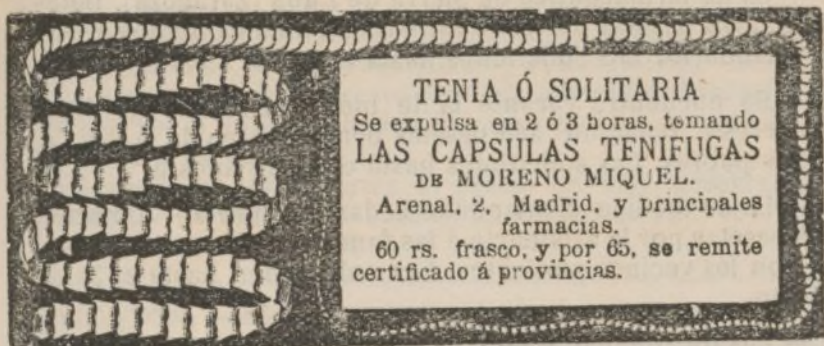 TENIA Ó SOLITARIA
Se expulsa en 2 ó 3 horas, tomando
LAS CAPSULAS TENIFUGAS
DE MORENO MIQUEL.
Arenal, 2, Madrid, y principales
farmacias.
60 rs. frasco, y por 65, se remite
certificado á provincias.